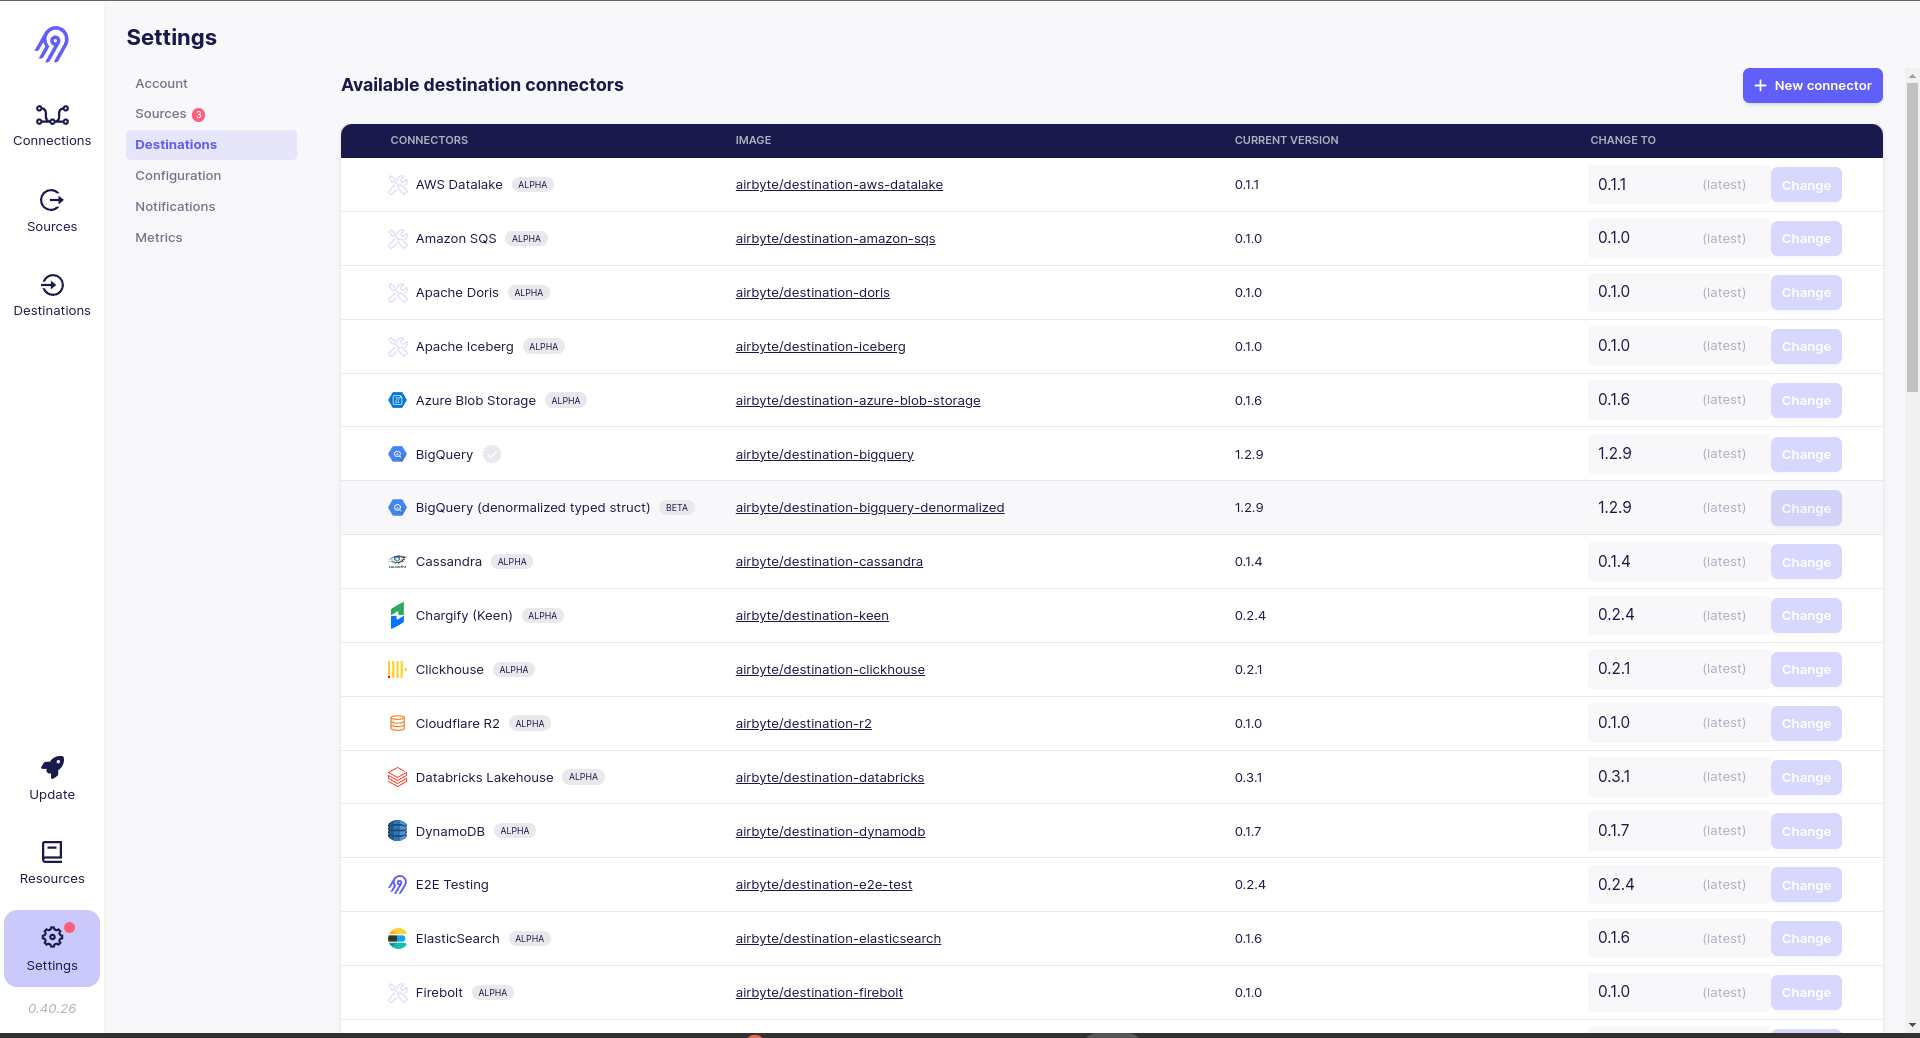 Settings
Connections
Sources
Destinations
Update
Resources
Settings
0.40.26
Account
Sources 3
Destinations
Configuration
Notifications
Metrics
Available destination connectors
+ New connector
CONNECTORS IMAGE CURRENT VERSION CHANGE TO
AWS Datalake ALPHA airbyte/destination-aws-datalake 0.1.1 0.1.1 (latest) Change
Amazon SQS ALPHA airbyte/destination-amazon-sqs 0.1.0 0.1.0 (latest) Change
Apache Doris ALPHA airbyte/destination-doris 0.1.0 0.1.0 (latest) Change
Apache Iceberg ALPHA airbyte/destination-iceberg 0.1.0 0.1.0 (latest) Change
Azure Blob Storage ALPHA airbyte/destination-azure-blob-storage 0.1.6 0.1.6 (latest) Change
BigQuery airbyte/destination-bigquery 1.2.9 1.2.9 (latest) Change
BigQuery (denormalized typed struct) BETA airbyte/destination-bigquery-denormalized 1.2.9 1.2.9 (latest) Change
Cassandra ALPHA airbyte/destination-cassandra 0.1.4 0.1.4 (latest) Change
Chargify (Keen) ALPHA airbyte/destination-keen 0.2.4 0.2.4 (latest) Change
Clickhouse ALPHA airbyte/destination-clickhouse 0.2.1 0.2.1 (latest) Change
Cloudflare R2 ALPHA airbyte/destination-r2 0.1.0 0.1.0 (latest) Change
Databricks Lakehouse ALPHA airbyte/destination-databricks 0.3.1 0.3.1 (latest) Change
DynamoDB ALPHA airbyte/destination-dynamodb 0.1.7 0.1.7 (latest) Change
E2E Testing airbyte/destination-e2e-test 0.2.4 0.2.4 (latest) Change
ElasticSearch ALPHA airbyte/destination-elasticsearch 0.1.6 0.1.6 (latest) Change
Firebolt ALPHA airbyte/destination-firebolt 0.1.0 0.1.0 (latest) Change